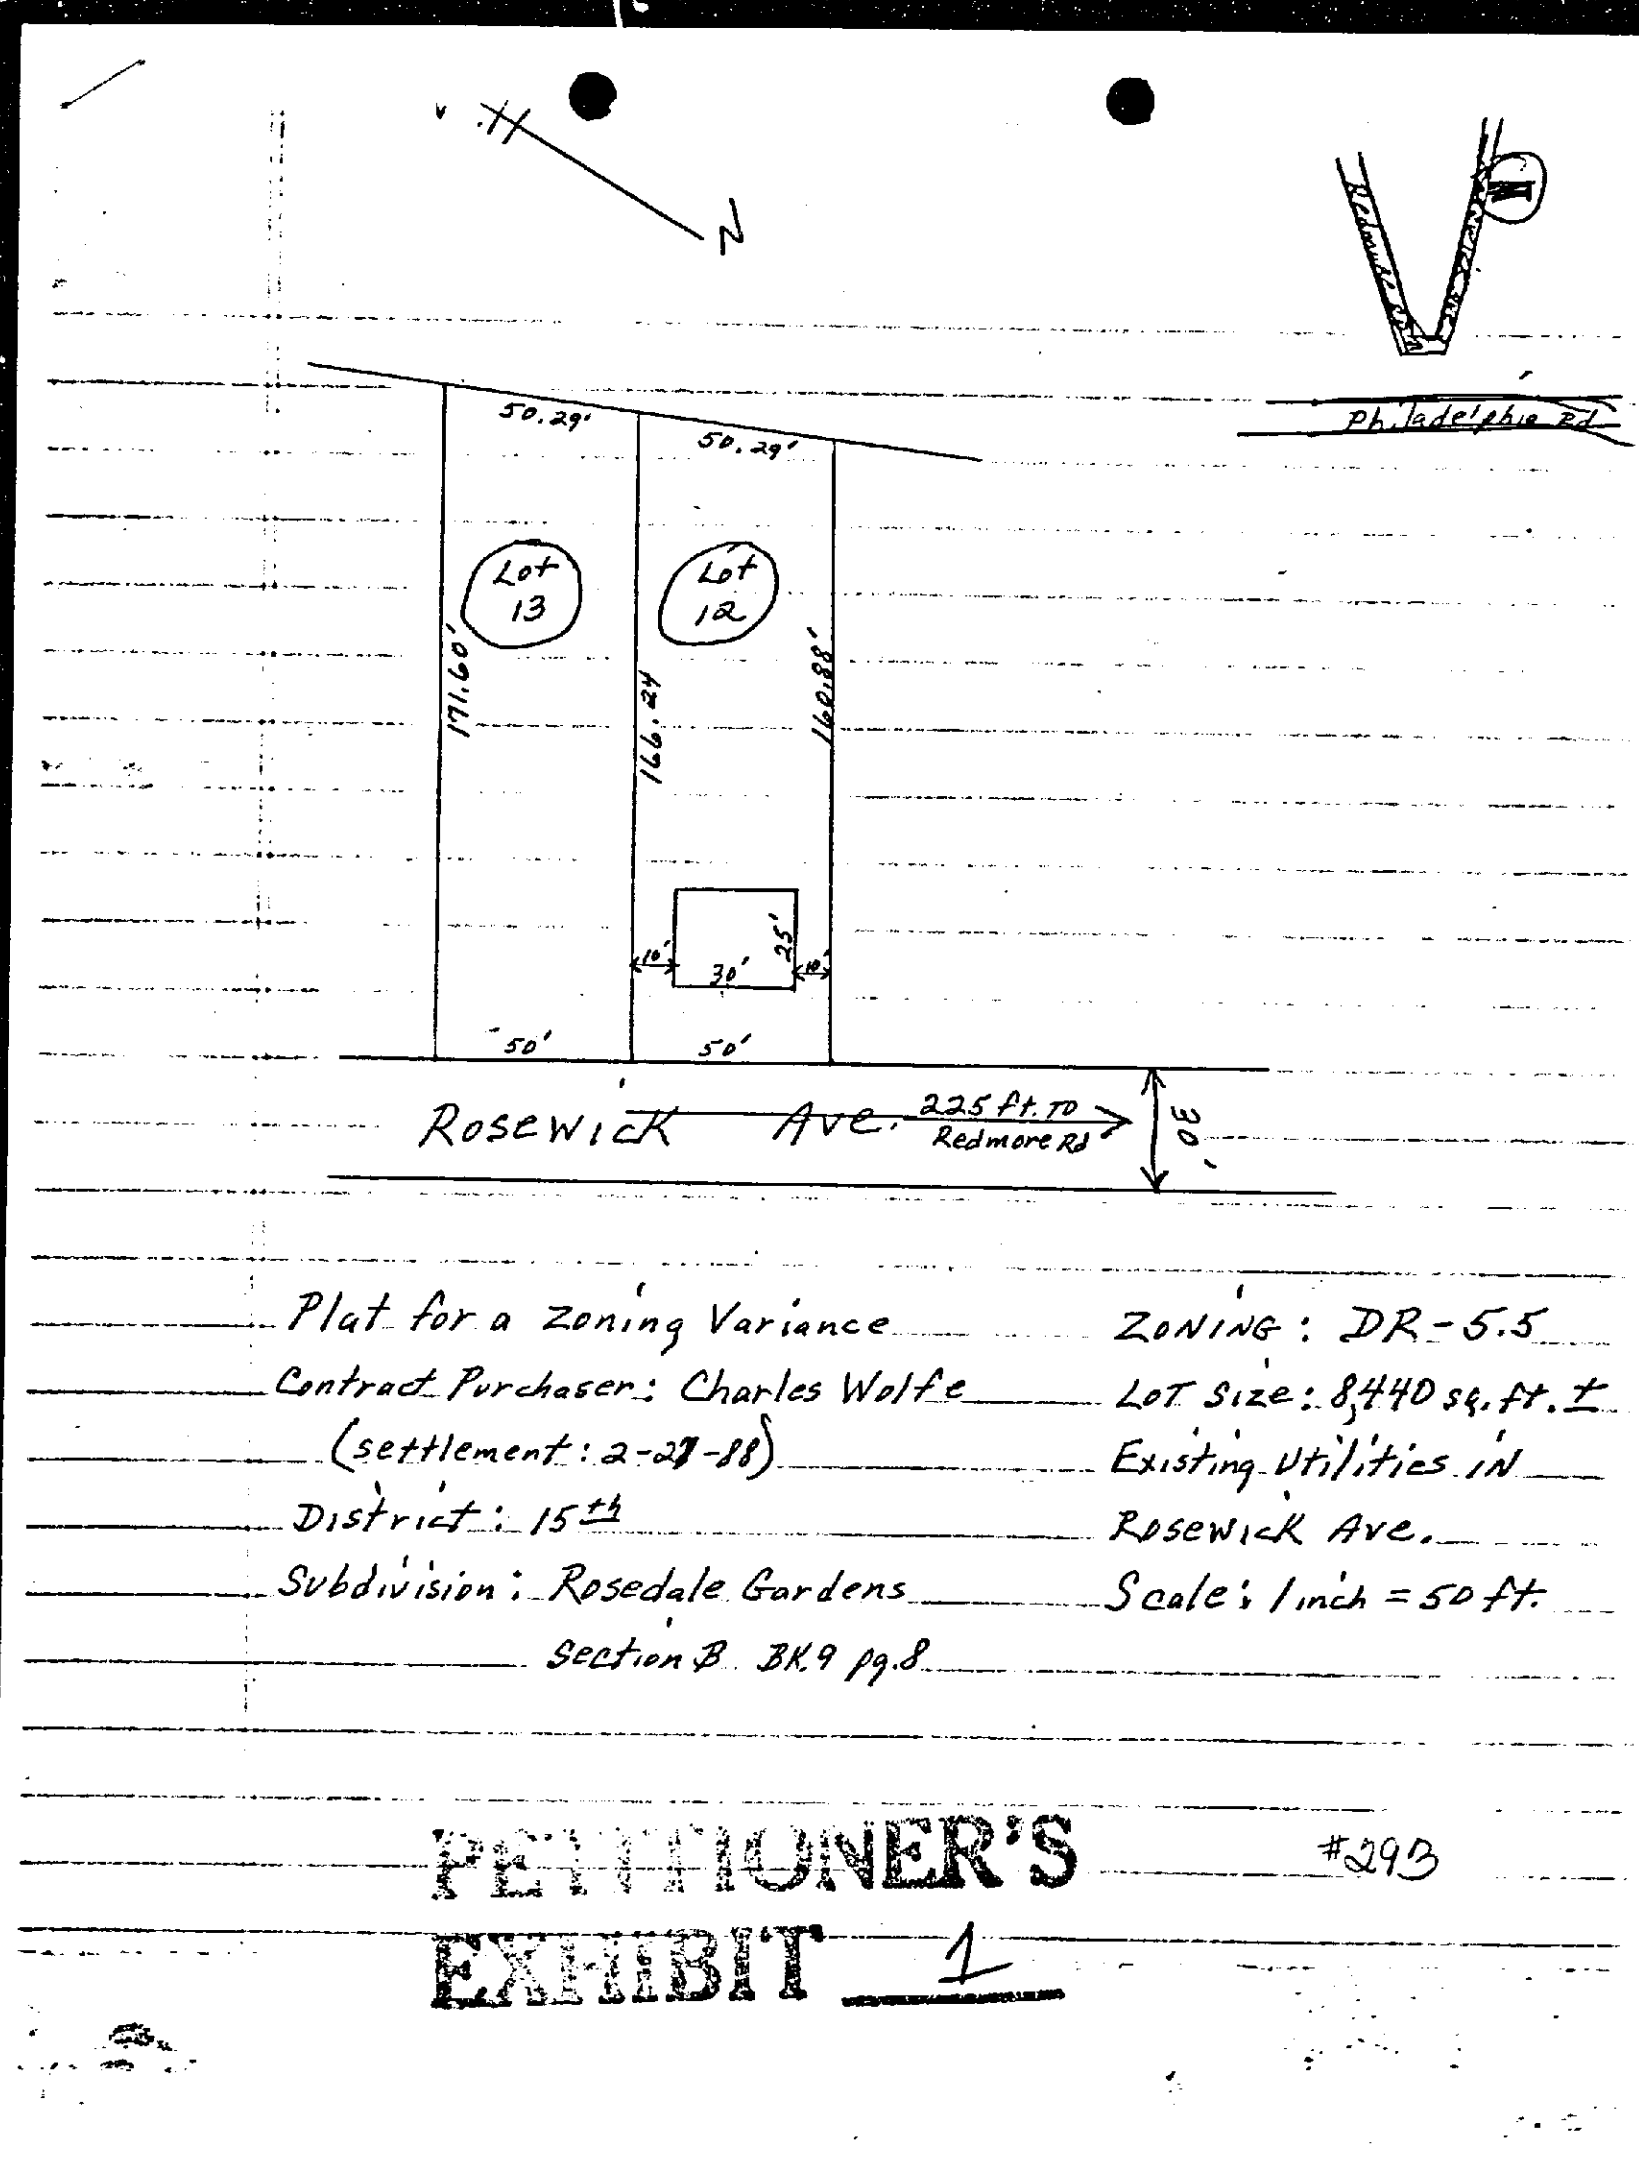 N
Redmore Rd
Philadelphia Rd
50.29'
50.29'
Lot
13
Lot
12
171.60'
166.24
160.88'
25'
10'
30'
10'
50'
50'
Rosewick Ave.
225 ft. TO
Redmore Rd
30'
Plat for a Zoning Variance
Contract Purchaser: Charles Wolfe
(settlement: 2-27-88)
District: 15th
Subdivision: Rosedale Gardens
Section B BK.9 pg.8
ZONING: DR-5.5
LOT SIZE: 8,440 sq. ft. ±
Existing Utilities IN
Rosewick Ave.
Scale: 1 inch = 50 ft.
PETITIONER'S
EXHIBIT 1
#293